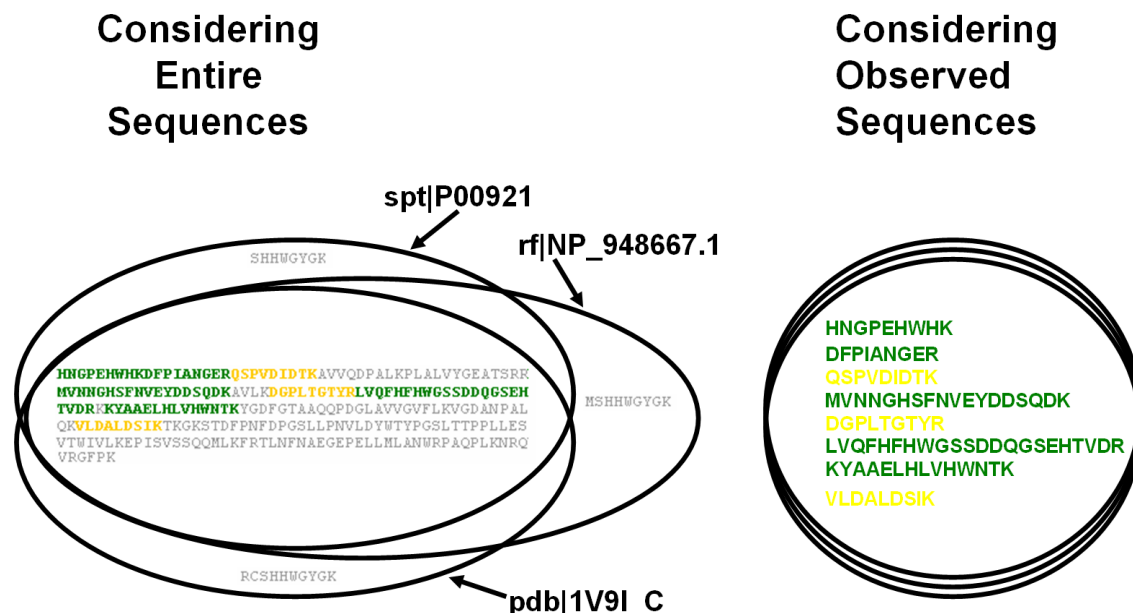 Considering
Entire
Sequences
Considering
Observed
Sequences
spt|P00921
rf|NP_948667.1
SHHWGYGK
HNGPEHWHKDFPIANGERQSPVDIDTKAVVQDPALKPLALVYGEATSRK
MVNNGHSFNVEYDDSQDKAVLKDGPLTGTYRLVQFHFHWGSSDDQGSEH
TVDRKKYAAELHLVHWNTKYGDFGTAAQQPDGLAVVGVFLKVGDANPAL
QKVLDALDSIKTKGKSTDFPNFDPGSLLPNVLDYWTYPGSLTTPPLLES
VTWIVLKEPISVSSQQMLKFRTLNFNAEGEPELLMLANWRPAQPLKNRQ
VRGFPK
MSHHWGYGK
RCSHHWGYGK
pdb|1V9I_C
HNGPEHWHK
DFPIANGER
QSPVDIDTK
MVNNGHSFNVEYDDSQDK
DGPLTGTYR
LVQFHFHWGSSDDQGSEHTVDR
KYAAELHLVHWNTK
VLDALDSIK